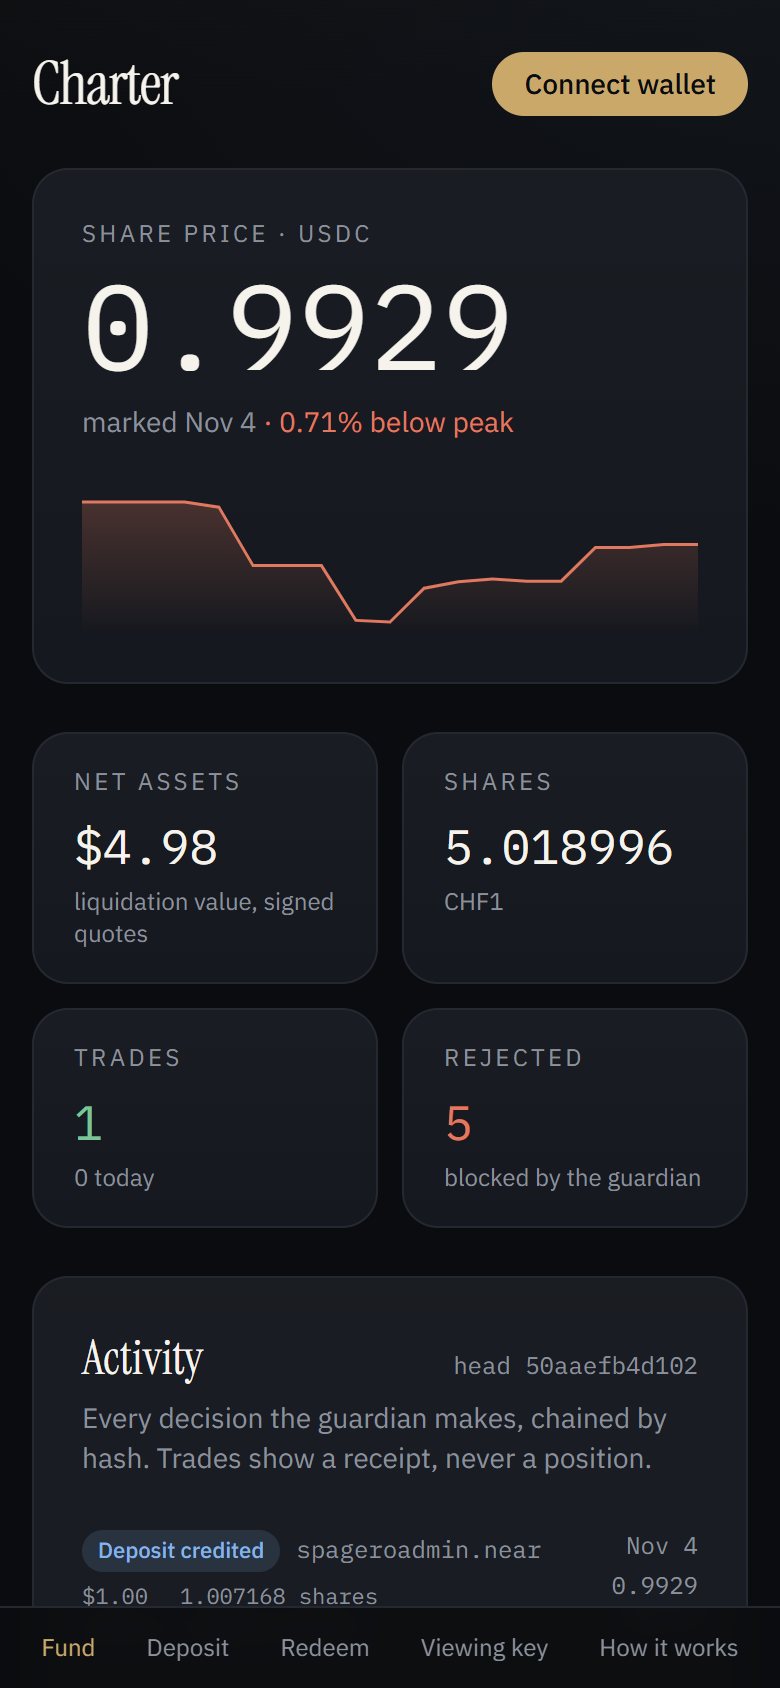 Charter
Connect wallet
SHARE PRICE · USDC
0.9929
marked Nov 4 · 0.71% below peak
NET ASSETS
$4.98
liquidation value, signed
quotes
SHARES
5.018996
CHF1
TRADES
1
0 today
REJECTED
5
blocked by the guardian
Activity
head 50aaefb4d102
Every decision the guardian makes, chained by
hash. Trades show a receipt, never a position.
Deposit credited spageroadmin.near
Nov 4
$1.00 1.007168 shares
0.9929
Fund Deposit Redeem Viewing key How it works